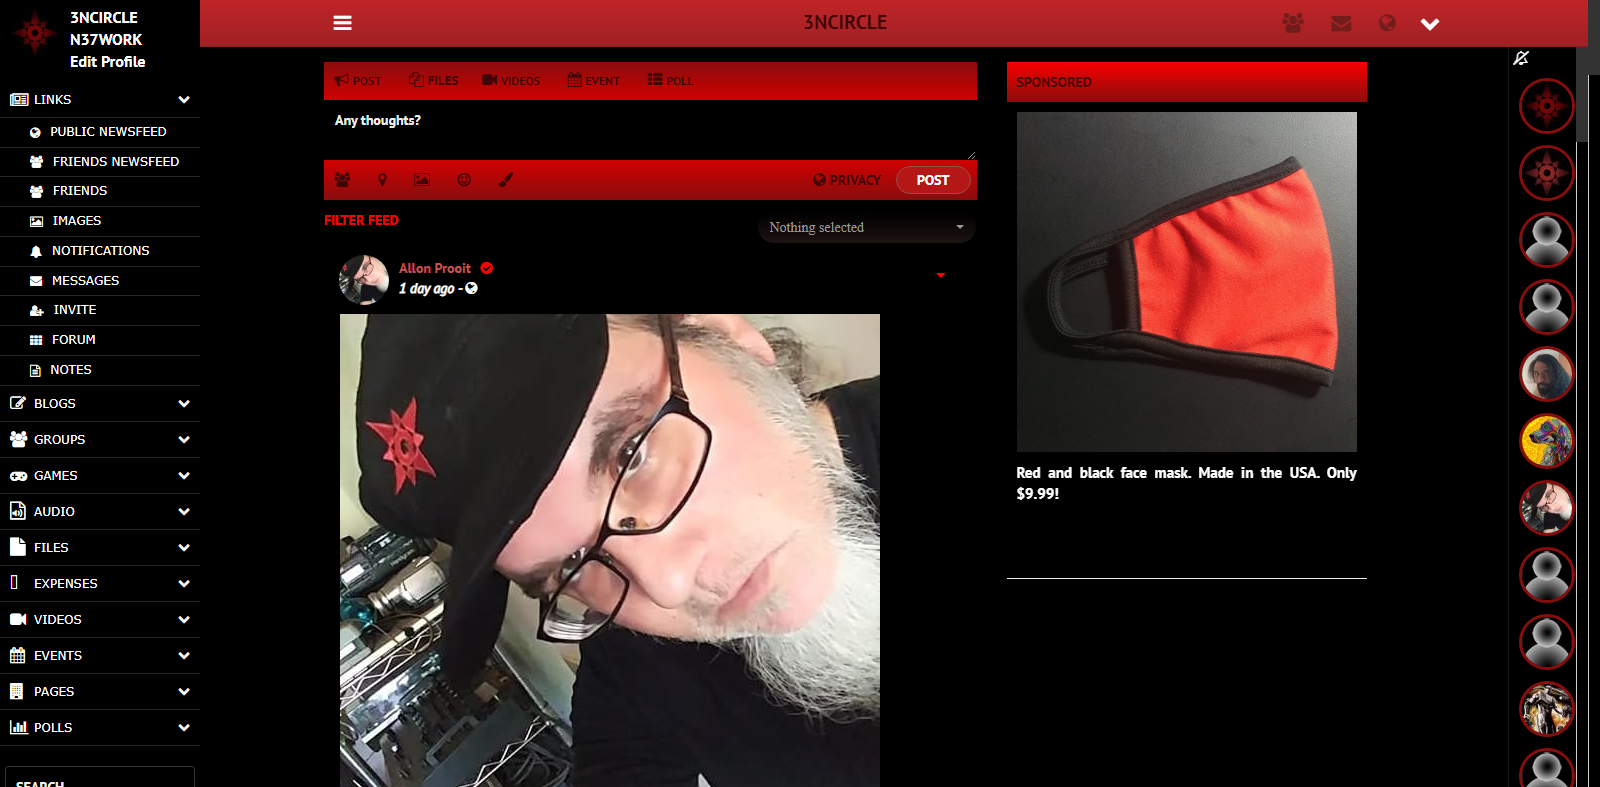 3NCIRCLE
N37WORK
Edit Profile
LINKS
PUBLIC NEWSFEED
FRIENDS NEWSFEED
FRIENDS
IMAGES
NOTIFICATIONS
MESSAGES
INVITE
FORUM
NOTES
BLOGS
GROUPS
GAMES
AUDIO
FILES
EXPENSES
VIDEOS
EVENTS
PAGES
POLLS
SEARCH
3NCIRCLE
POST FILES VIDEOS EVENT POLL
Any thoughts?
PRIVACY POST
FILTER FEED
Nothing selected
Allon Prooit
1 day ago -
SPONSORED
Red and black face mask. Made in the USA. Only
$9.99!